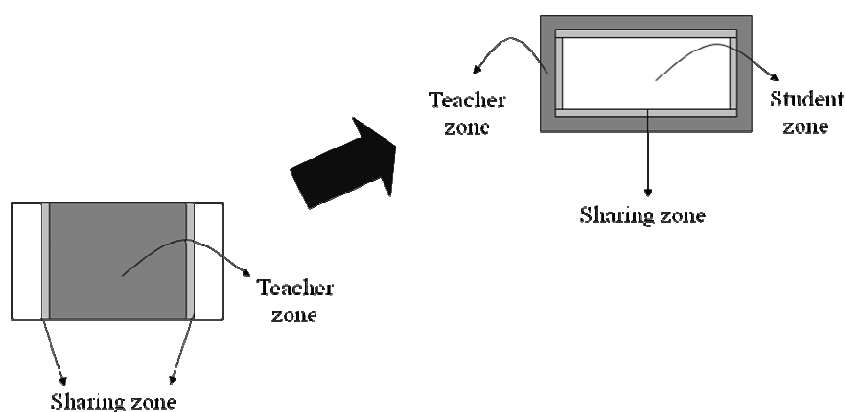 Teacher
zone
Student
zone
Sharing zone
Teacher
zone
Sharing zone